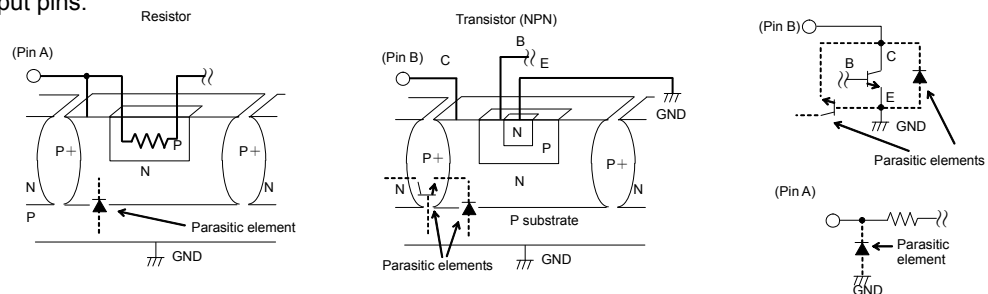 put pins.
Resistor
(Pin A)
P
P+
P+
N
N
N
P
Parasitic element
GND
Transistor (NPN)
(Pin B)
C
B
E
GND
N
P
P+
P+
N
N
N
P substrate
Parasitic elements
GND
(Pin B)
C
B
E
GND
Parasitic elements
(Pin A)
Parasitic
element
GND